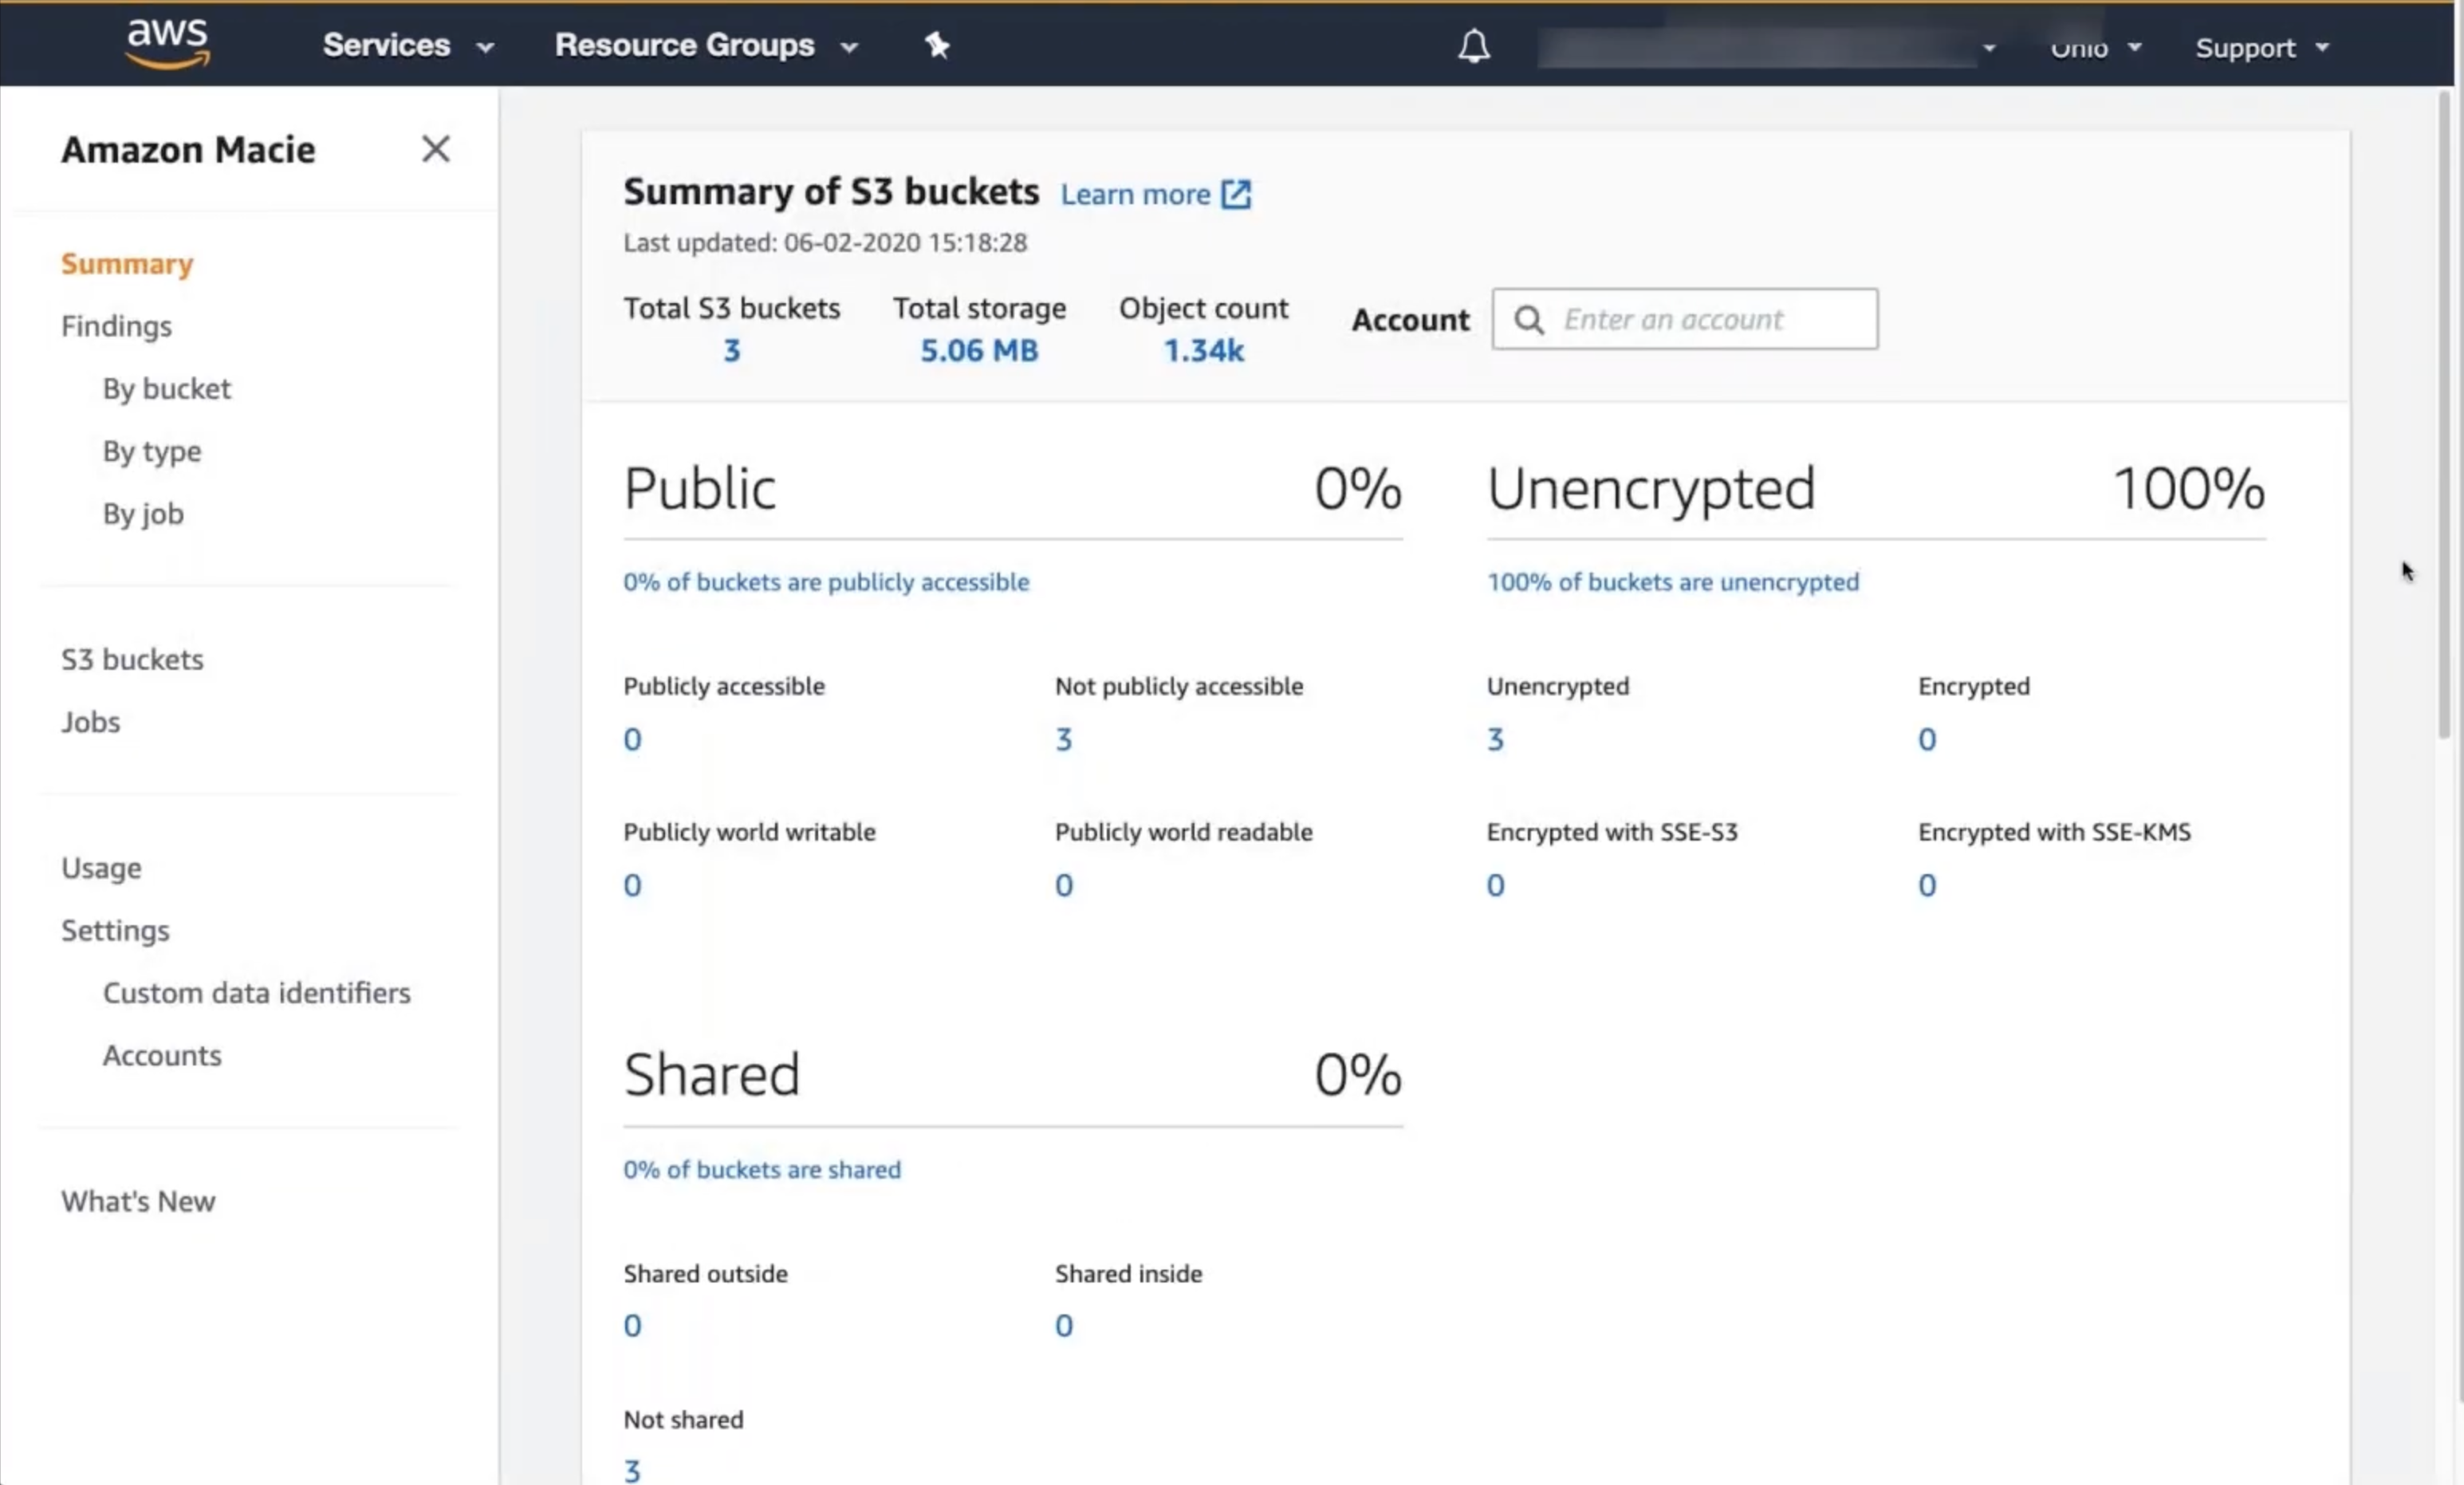 aws Services Resource Groups Ohio Support
Amazon Macie
Summary
Findings
By bucket
By type
By job
S3 buckets
Jobs
Usage
Settings
Custom data identifiers
Accounts
What's New
Summary of S3 buckets Learn more
Last updated: 06-02-2020 15:18:28
Total S3 buckets Total storage Object count Account Enter an account
3 5.06 MB 1.34k
Public 0%
0% of buckets are publicly accessible
Publicly accessible Not publicly accessible
0 3
Publicly world writable Publicly world readable
0 0
Unencrypted 100%
100% of buckets are unencrypted
Unencrypted Encrypted
3 0
Encrypted with SSE-S3 Encrypted with SSE-KMS
0 0
Shared 0%
0% of buckets are shared
Shared outside Shared inside
0 0
Not shared
3